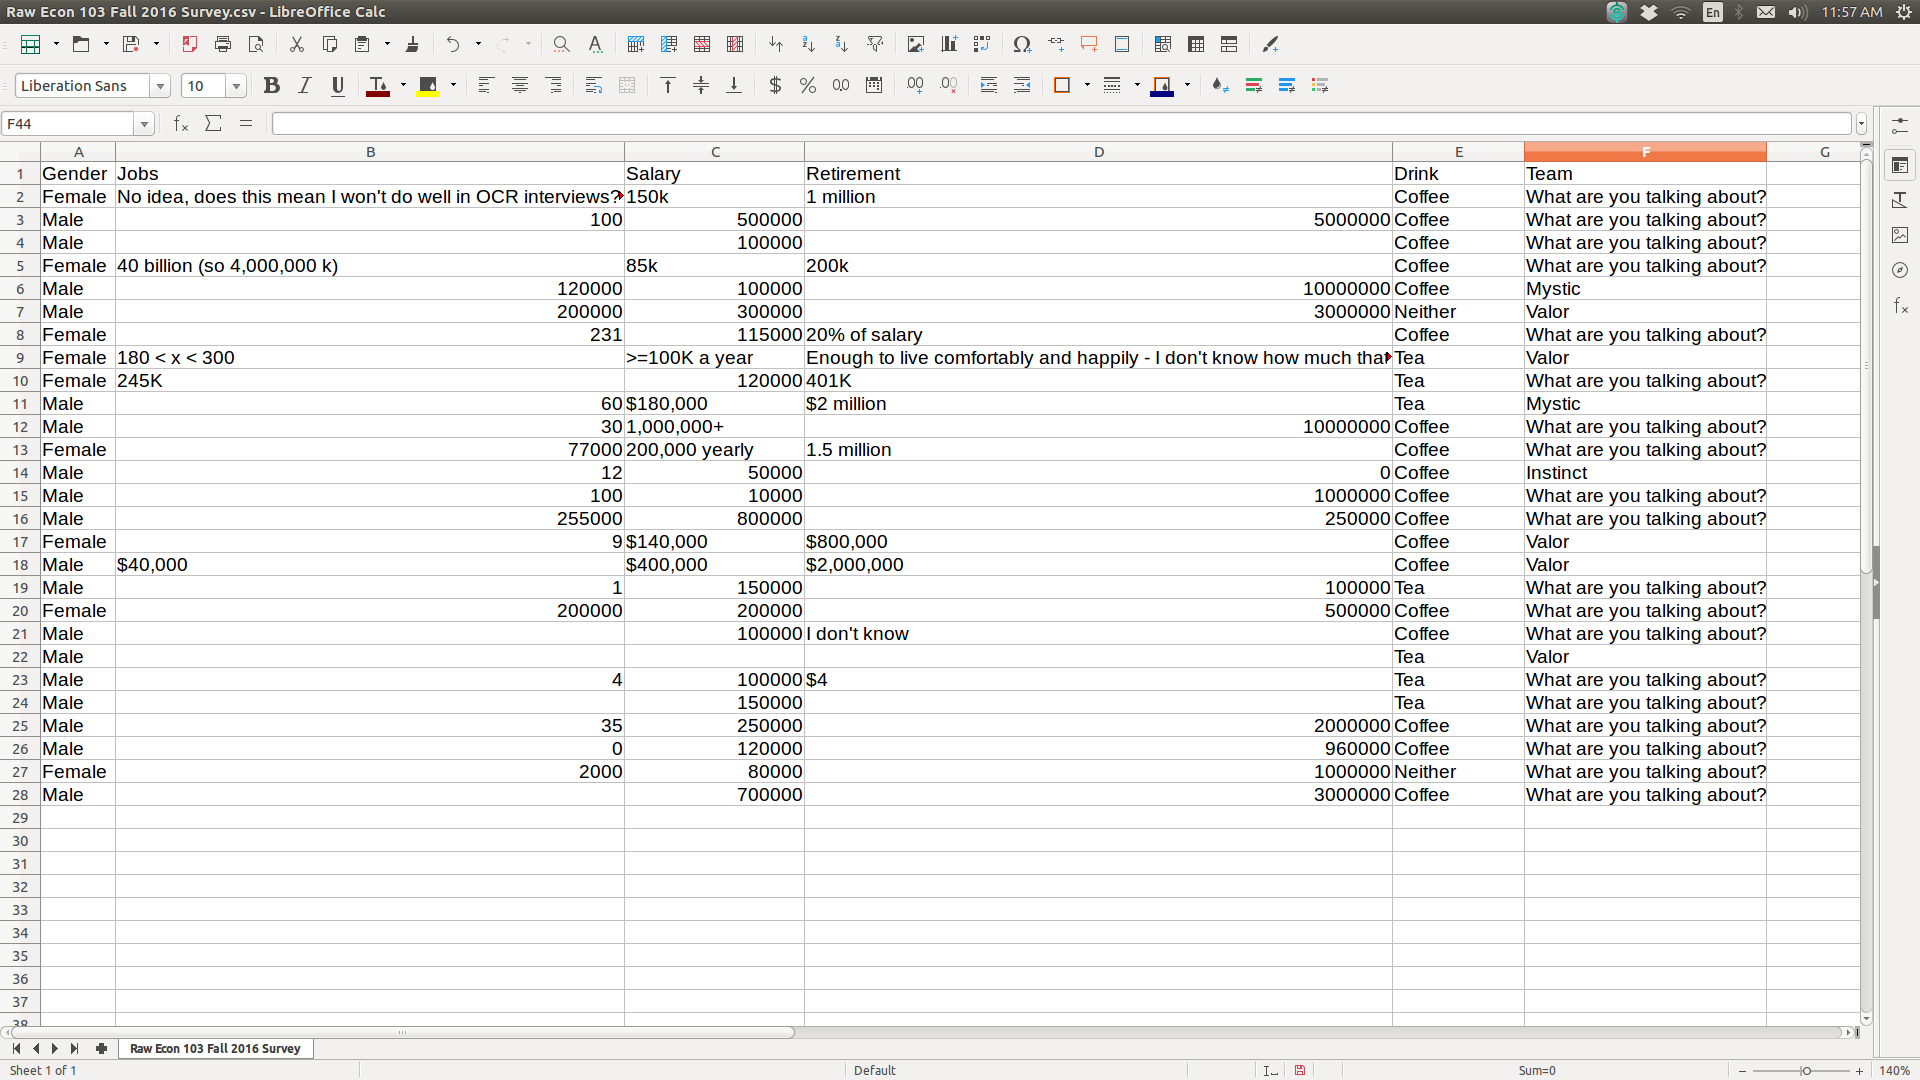 Raw Econ 103 Fall 2016 Survey.csv - LibreOffice Calc En 11:57 AM
Liberation Sans 10
F44
A B C D E F G
1 Gender Jobs Salary Retirement Drink Team
2 Female No idea, does this mean I won't do well in OCR interviews? 150k 1 million Coffee What are you talking about?
3 Male 100 500000 5000000 Coffee What are you talking about?
4 Male 100000 Coffee What are you talking about?
5 Female 40 billion (so 4,000,000 k) 85k 200k Coffee What are you talking about?
6 Male 120000 100000 10000000 Coffee Mystic
7 Male 200000 300000 3000000 Neither Valor
8 Female 231 115000 20% of salary Coffee What are you talking about?
9 Female 180 < x < 300 >=100K a year Enough to live comfortably and happily - I don't know how much that Tea Valor
10 Female 245K 120000 401K Tea What are you talking about?
11 Male 60 $180,000 $2 million Tea Mystic
12 Male 30 1,000,000+ 10000000 Coffee What are you talking about?
13 Female 77000 200,000 yearly 1.5 million Coffee What are you talking about?
14 Male 12 50000 0 Coffee Instinct
15 Male 100 10000 1000000 Coffee What are you talking about?
16 Male 255000 800000 250000 Coffee What are you talking about?
17 Female 9 $140,000 $800,000 Coffee Valor
18 Male $40,000 $400,000 $2,000,000 Coffee Valor
19 Male 1 150000 100000 Tea What are you talking about?
20 Female 200000 200000 500000 Coffee What are you talking about?
21 Male 100000 I don't know Coffee What are you talking about?
22 Male Tea Valor
23 Male 4 100000 $4 Tea What are you talking about?
24 Male 150000 Tea What are you talking about?
25 Male 35 250000 2000000 Coffee What are you talking about?
26 Male 0 120000 960000 Coffee What are you talking about?
27 Female 2000 80000 1000000 Neither What are you talking about?
28 Male 700000 3000000 Coffee What are you talking about?
29
30
31
32
33
34
35
36
37
38
Raw Econ 103 Fall 2016 Survey
Sheet 1 of 1 Default Sum=0 140%